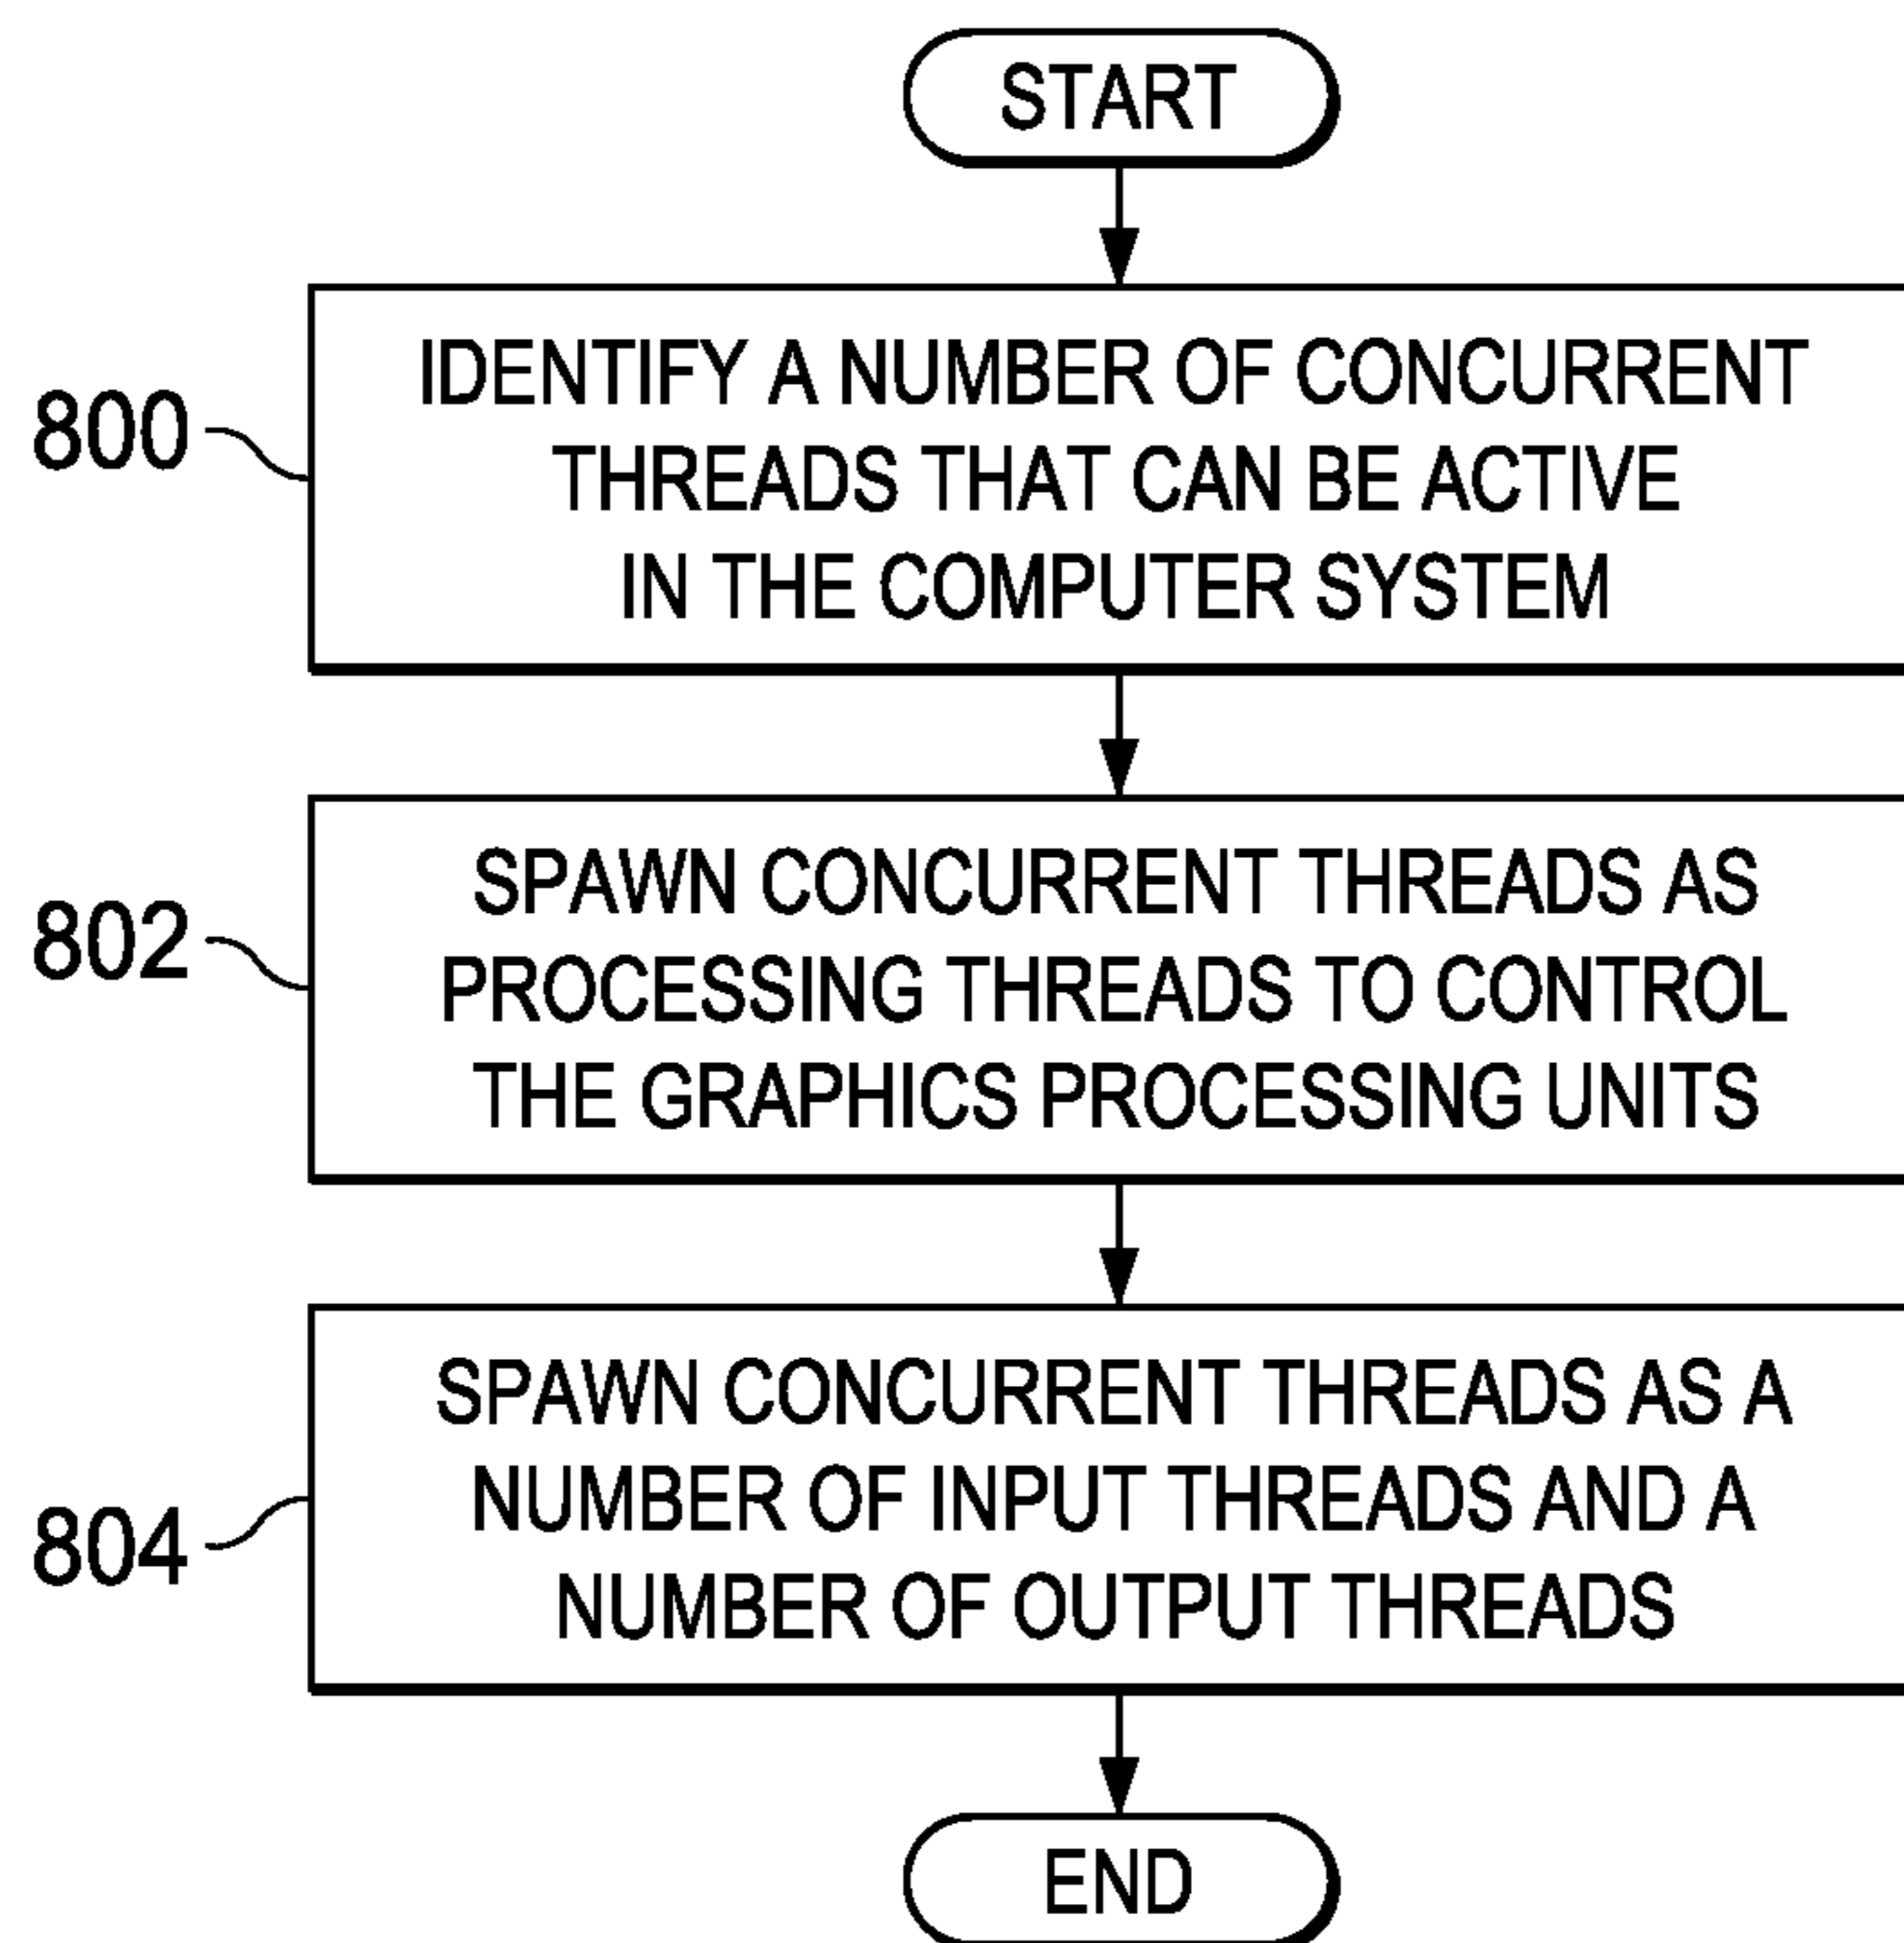 START
800
IDENTIFY A NUMBER OF CONCURRENT
THREADS THAT CAN BE ACTIVE
IN THE COMPUTER SYSTEM
802
SPAWN CONCURRENT THREADS AS
PROCESSING THREADS TO CONTROL
THE GRAPHICS PROCESSING UNITS
804
SPAWN CONCURRENT THREADS AS A
NUMBER OF INPUT THREADS AND A
NUMBER OF OUTPUT THREADS
END